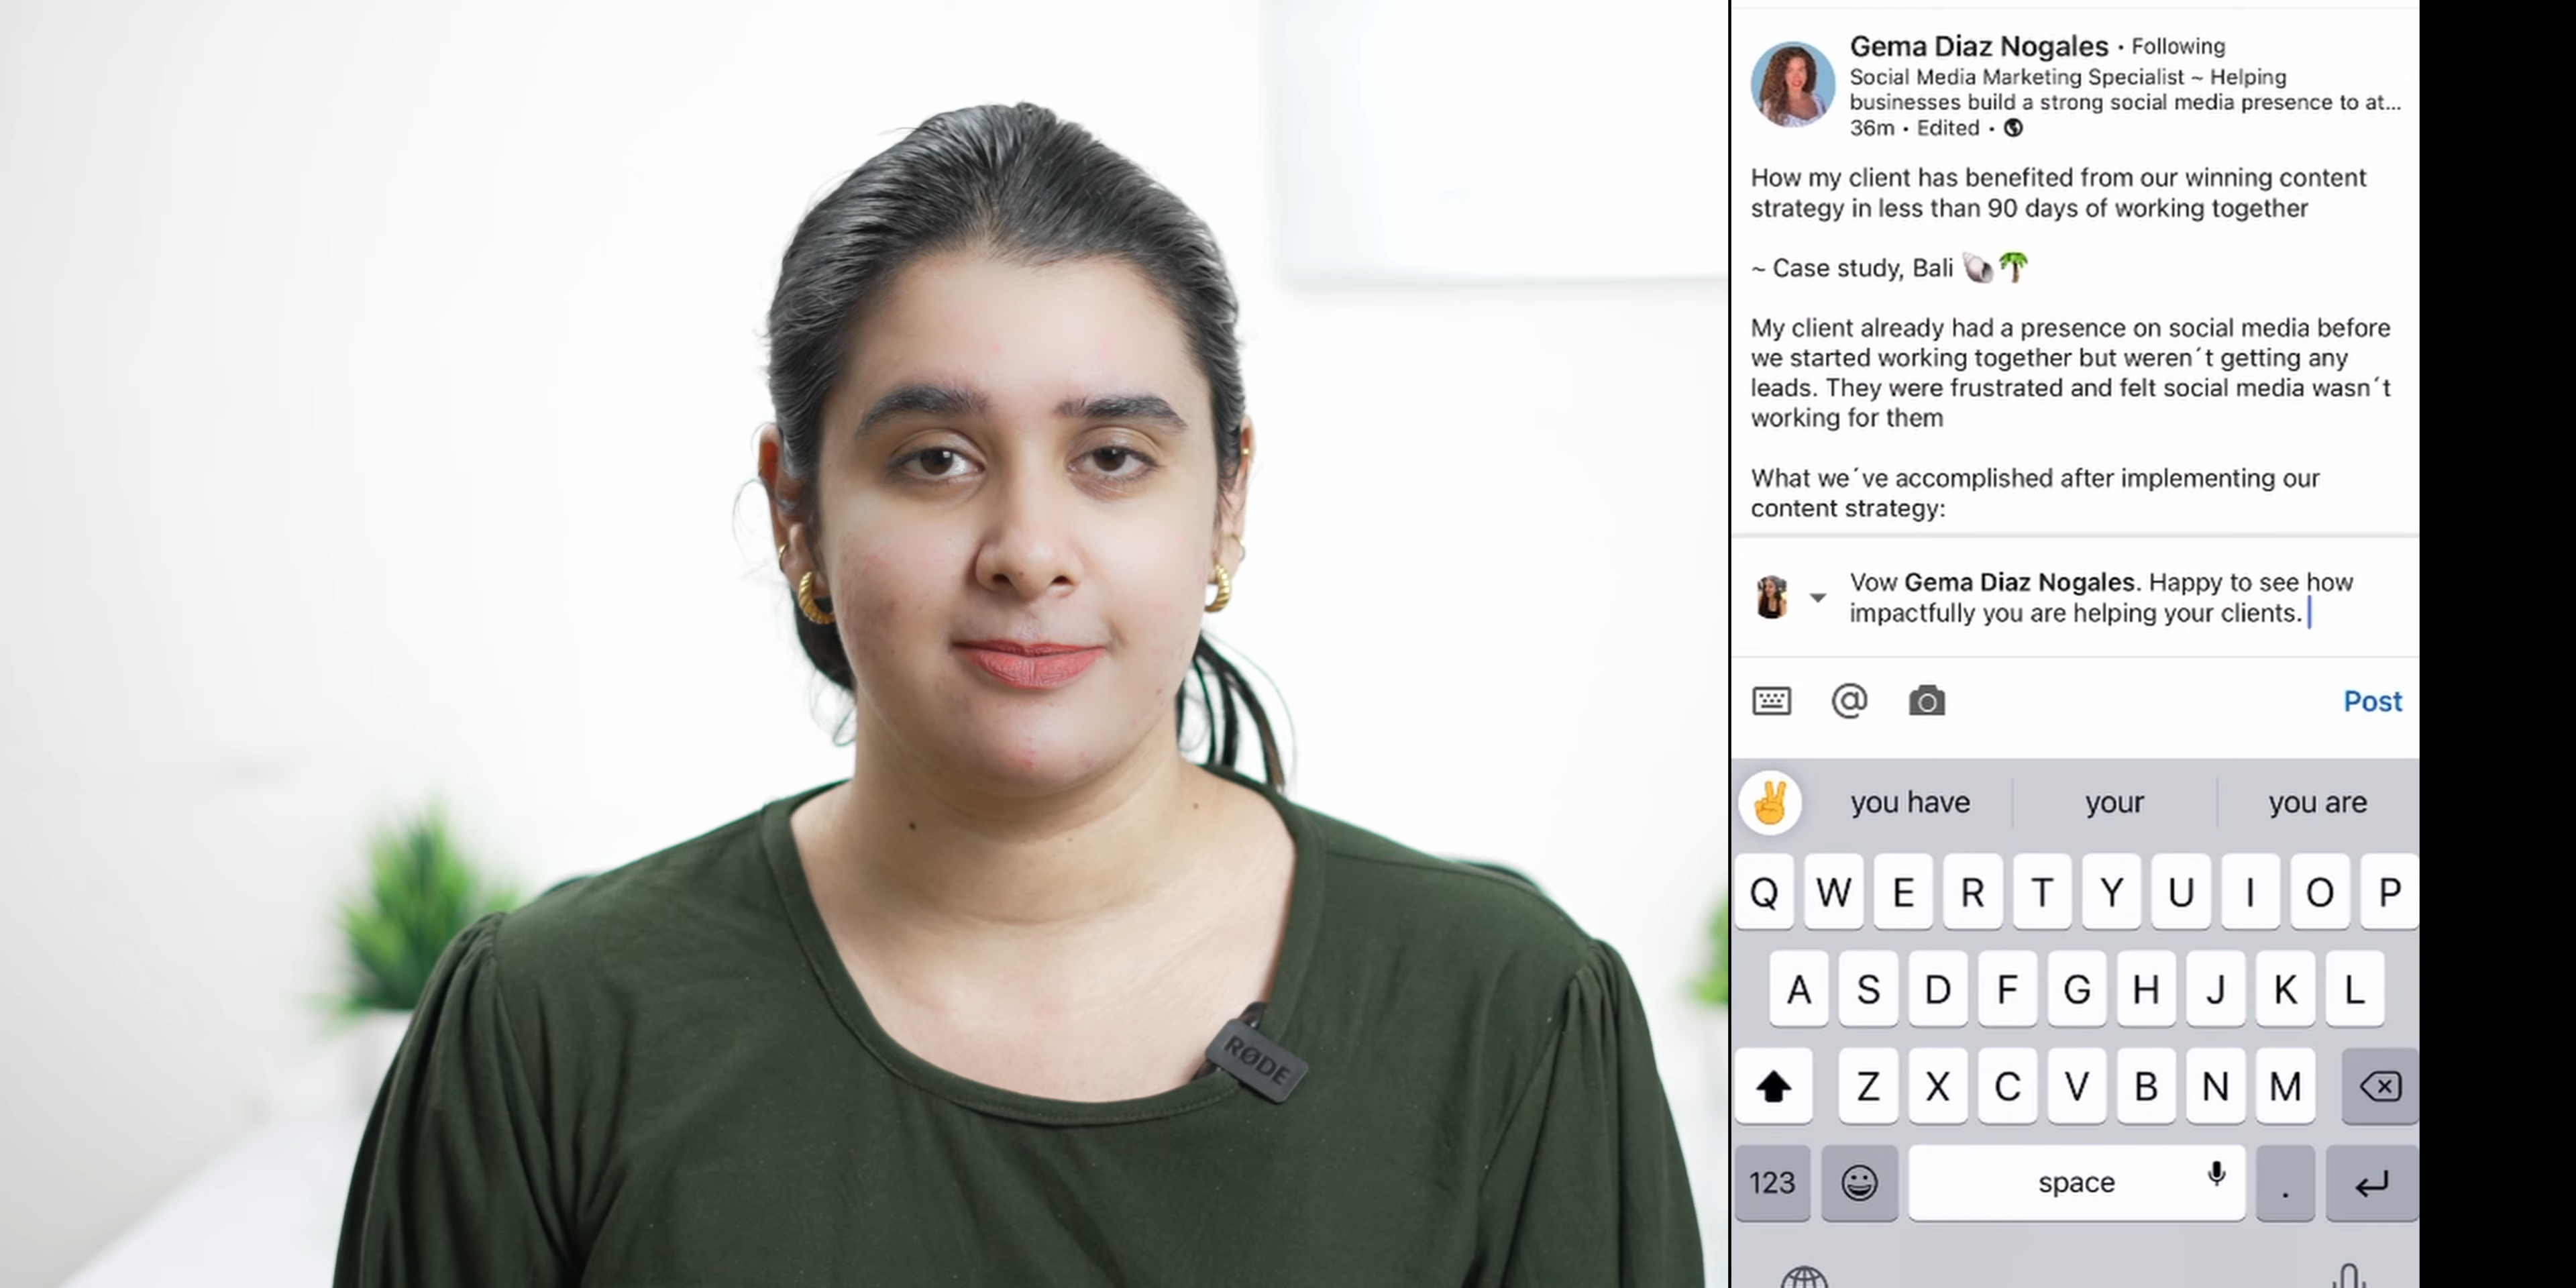 RØDE
Gema Diaz Nogales • Following
Social Media Marketing Specialist ~ Helping
businesses build a strong social media presence to at...
36m • Edited •
How my client has benefited from our winning content
strategy in less than 90 days of working together
~ Case study, Bali 🐚🌴
My client already had a presence on social media before
we started working together but weren´t getting any
leads. They were frustrated and felt social media wasn´t
working for them
What we´ve accomplished after implementing our
content strategy:
Vow Gema Diaz Nogales. Happy to see how
impactfully you are helping your clients.
@
Post
you have your you are
Q W E R T Y U I O P
A S D F G H J K L
Z X C V B N M
123 space .